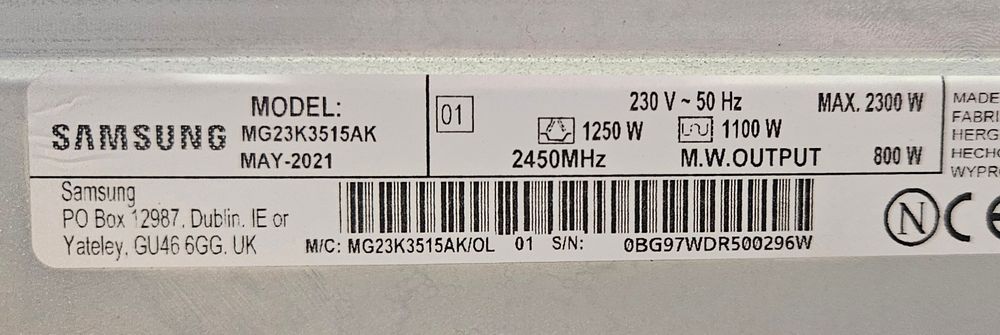 MODEL:
SAMSUNG MG23K3515AK
MAY-2021
01
230 V ~ 50 Hz MAX. 2300 W
1250 W 1100 W
2450MHz M.W.OUTPUT 800 W
MADE
FABRI
HERG
HECHO
WYPRO
Samsung
PO Box 12987, Dublin. IE or
Yateley, GU46 6GG. UK
M/C: MG23K3515AK/OL 01 S/N: 0BG97WDR500296W
N CE